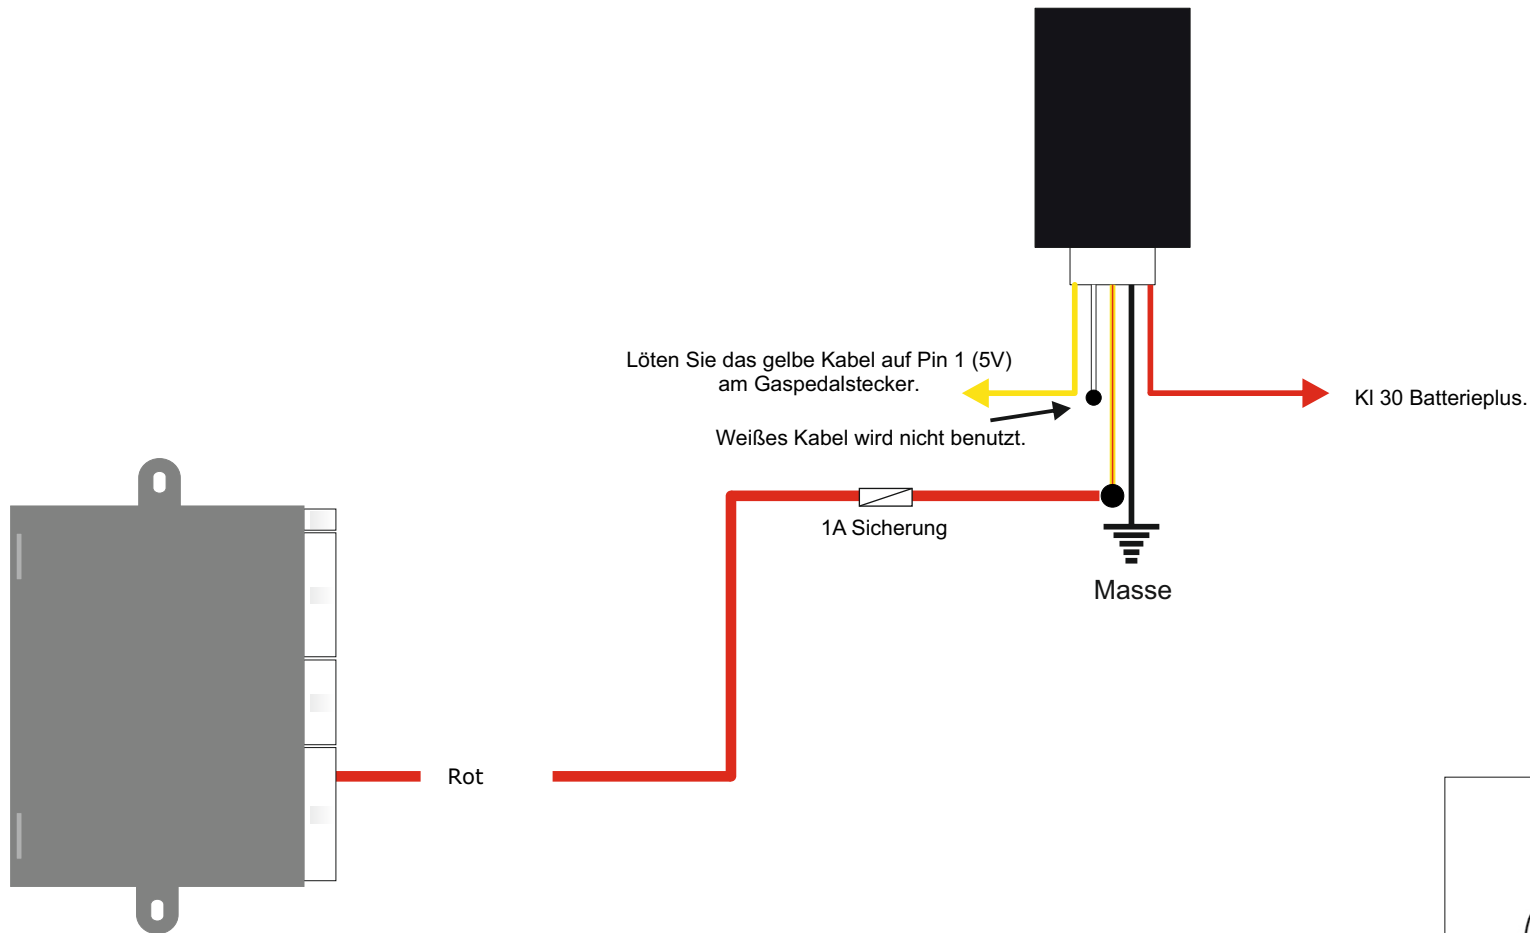 Löten Sie das gelbe Kabel auf Pin 1 (5V)
am Gaspedalstecker.
Kl 30 Batterieplus.
Weißes Kabel wird nicht benutzt.
1A Sicherung
Masse
Rot